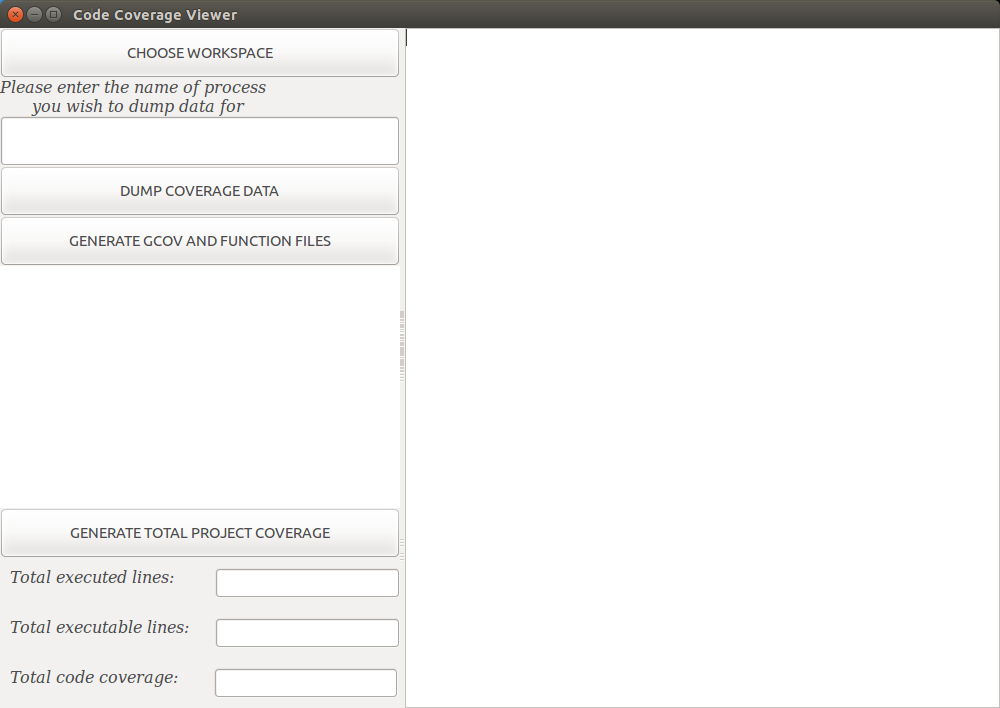 Code Coverage Viewer
CHOOSE WORKSPACE
Please enter the name of process
you wish to dump data for
DUMP COVERAGE DATA
GENERATE GCOV AND FUNCTION FILES
GENERATE TOTAL PROJECT COVERAGE
Total executed lines:
Total executable lines:
Total code coverage: